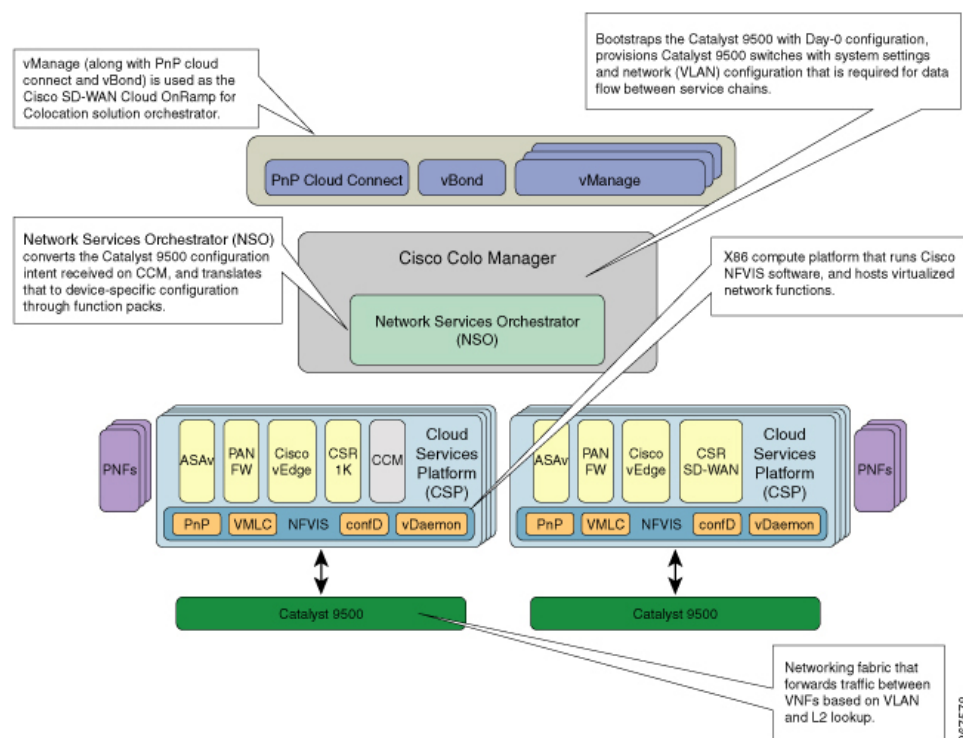 vManage (along with PnP cloud
connect and vBond) is used as the
Cisco SD-WAN Cloud OnRamp for
Colocation solution orchestrator.
Bootstraps the Catalyst 9500 with Day-0 configuration,
provisions Catalyst 9500 switches with system settings
and network (VLAN) configuration that is required for data
flow between service chains.
PnP Cloud Connect
vBond
vManage
Network Services Orchestrator (NSO)
converts the Catalyst 9500 configuration
intent received on CCM, and translates
that to device-specific configuration
through function packs.
Cisco Colo Manager
Network Services Orchestrator
(NSO)
X86 compute platform that runs Cisco
NFVIS software, and hosts virtualized
network functions.
PNFs
ASAv
PAN
FW
Cisco
vEdge
CSR
1K
CCM
Cloud
Services
Platform
(CSP)
PnP
VMLC
NFVIS
confD
vDaemon
ASAv
PAN
FW
Cisco
vEdge
CSR
SD-WAN
Cloud
Services
Platform
(CSP)
PnP
VMLC
NFVIS
confD
vDaemon
PNFs
Catalyst 9500
Catalyst 9500
Networking fabric that
forwards traffic between
VNFs based on VLAN
and L2 lookup.